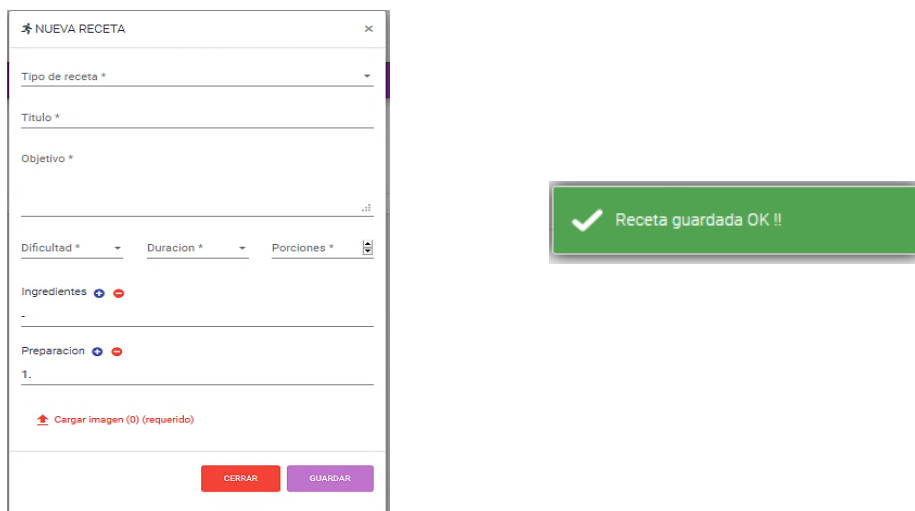 NUEVA RECETA ×
Tipo de receta *
Titulo *
Objetivo *
Dificultad * Duracion * Porciones *
Ingredientes
-
Preparacion
1.
Cargar imagen (0) (requerido)
CERRAR GUARDAR
Receta guardada OK !!